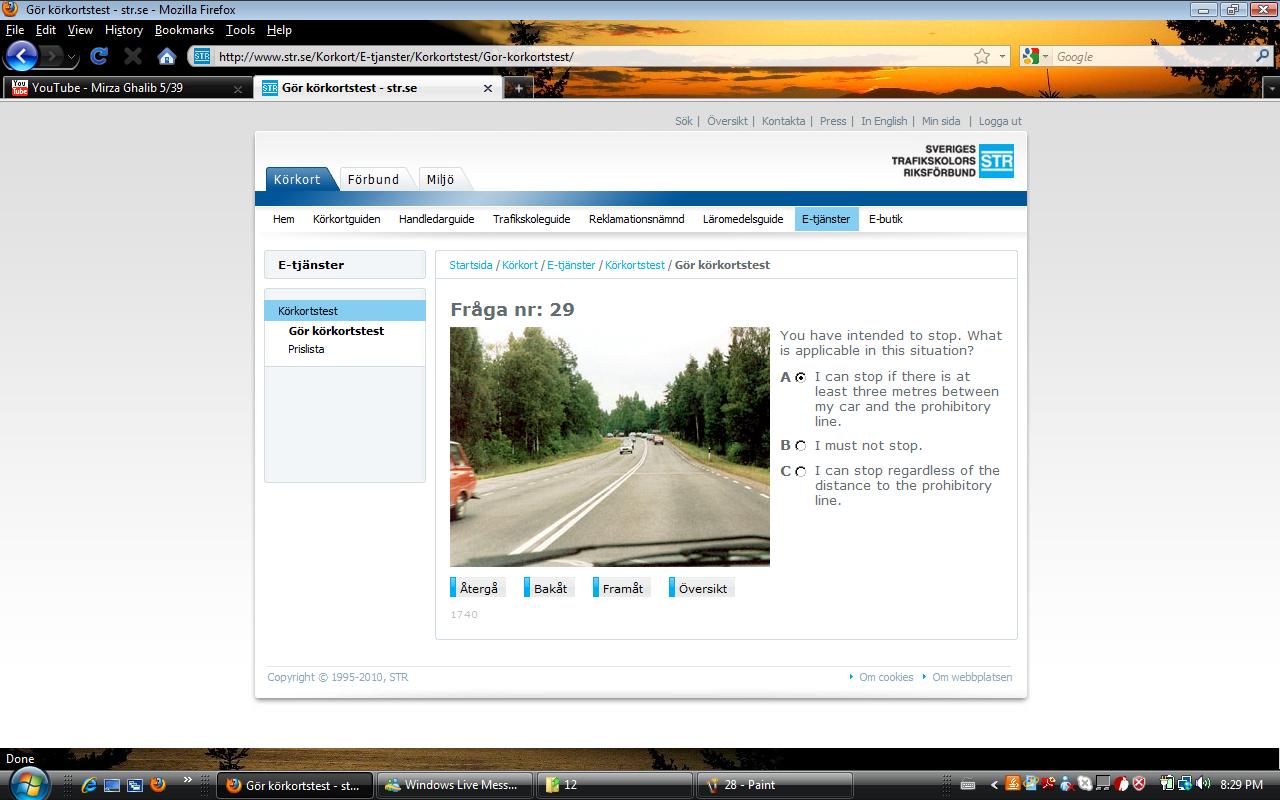 Gör körkortstest - str.se - Mozilla Firefox
File Edit View History Bookmarks Tools Help
STR http://www.str.se/Korkort/E-tjanster/Korkortstest/Gor-korkortstest/ Google
You Tube YouTube - Mirza Ghalib 5/39 STR Gör körkortstest - str.se
Sök | Översikt | Kontakta | Press | In English | Min sida | Logga ut
SVERIGES
TRAFIKSKOLORS STR
RIKSFÖRBUND
Körkort Förbund Miljö
Hem Körkortguiden Handledarguide Trafikskoleguide Reklamationsnämnd Läromedelsguide E-tjänster E-butik
E-tjänster
Körkortstest
Gör körkortstest
Prislista
Startsida / Körkort / E-tjänster / Körkortstest / Gör körkortstest
Fråga nr: 29
You have intended to stop. What
is applicable in this situation?
A I can stop if there is at
least three metres between
my car and the prohibitory
line.
B I must not stop.
C I can stop regardless of the
distance to the prohibitory
line.
Återgå Bakåt Framåt Översikt
1740
Copyright © 1995-2010, STR Om cookies Om webbplatsen
Done
» Gör körkortstest - st... Windows Live Mess... 12 28 - Paint 8:29 PM